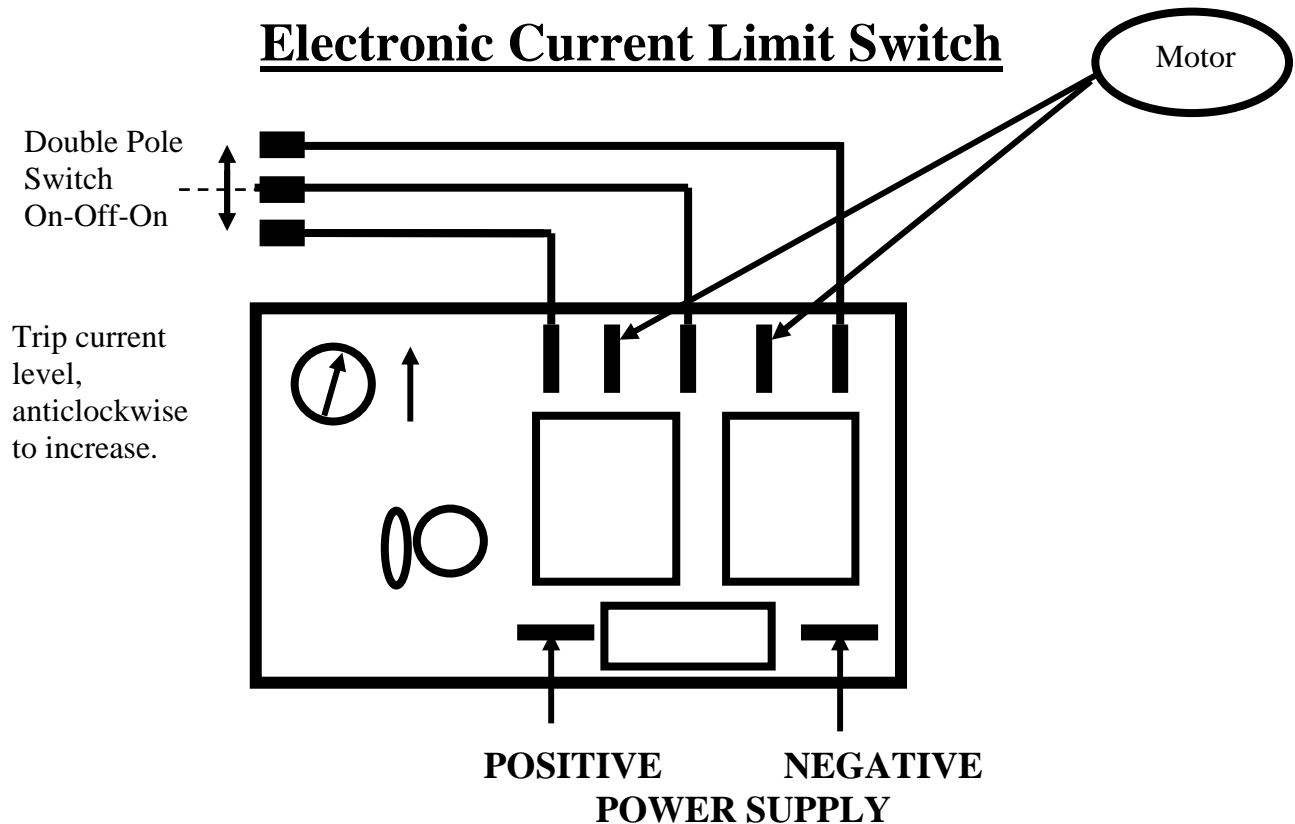 Electronic Current Limit Switch
Motor
Double Pole
Switch
On-Off-On
Trip current
level,
anticlockwise
to increase.
POSITIVE NEGATIVE
POWER SUPPLY